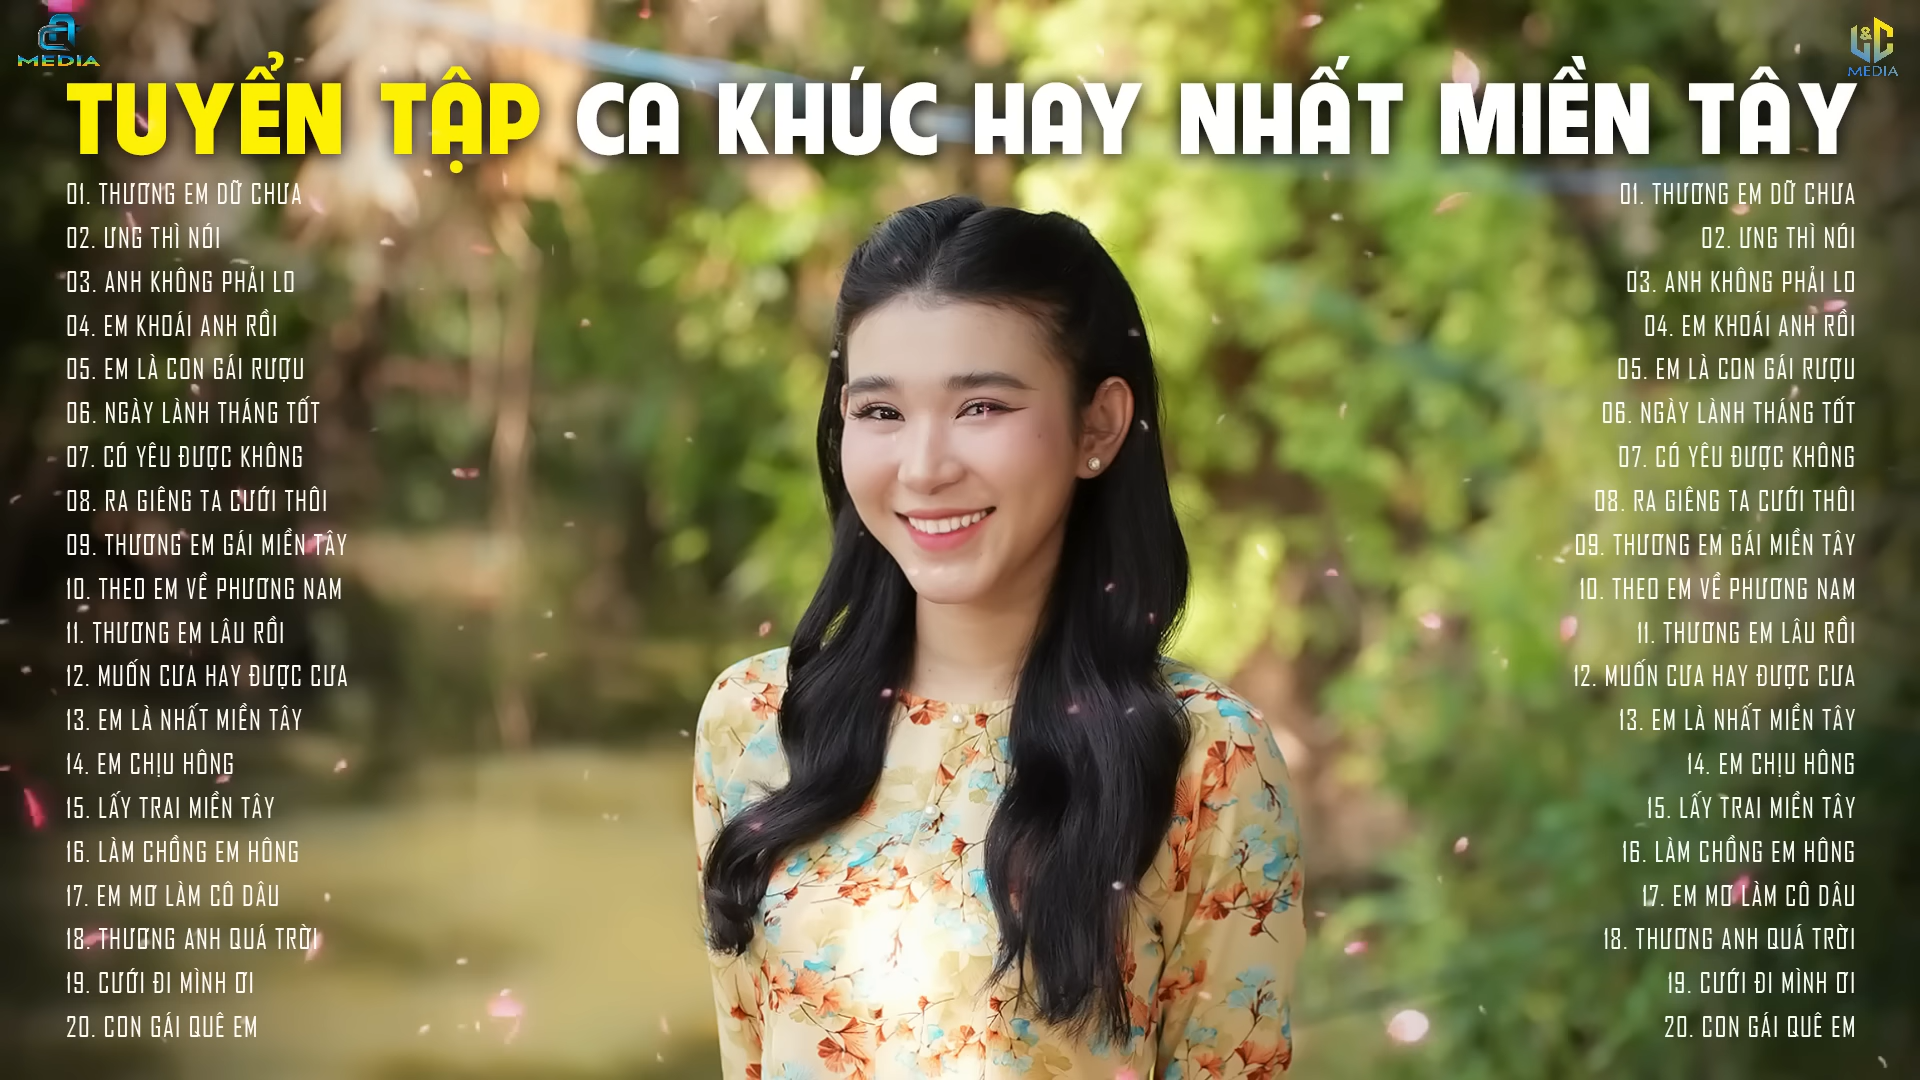 MEDIA
L&C
MEDIA
TUYỂN TẬP CA KHÚC HAY NHẤT MIỀN TÂY
01. THƯƠNG EM DỮ CHƯA
02. ƯNG THÌ NÓI
03. ANH KHÔNG PHẢI LO
04. EM KHOÁI ANH RỒI
05. EM LÀ CON GÁI RƯỢU
06. NGÀY LÀNH THÁNG TỐT
07. CÓ YÊU ĐƯỢC KHÔNG
08. RA GIÊNG TA CƯỚI THÔI
09. THƯƠNG EM GÁI MIỀN TÂY
10. THEO EM VỀ PHƯƠNG NAM
11. THƯƠNG EM LÂU RỒI
12. MUỐN CƯA HAY ĐƯỢC CƯA
13. EM LÀ NHẤT MIỀN TÂY
14. EM CHỊU HÔNG
15. LẤY TRAI MIỀN TÂY
16. LÀM CHỒNG EM HÔNG
17. EM MƠ LÀM CÔ DÂU
18. THƯƠNG ANH QUÁ TRỜI
19. CƯỚI ĐI MÌNH ƠI
20. CON GÁI QUÊ EM
01. THƯƠNG EM DỮ CHƯA
02. ƯNG THÌ NÓI
03. ANH KHÔNG PHẢI LO
04. EM KHOÁI ANH RỒI
05. EM LÀ CON GÁI RƯỢU
06. NGÀY LÀNH THÁNG TỐT
07. CÓ YÊU ĐƯỢC KHÔNG
08. RA GIÊNG TA CƯỚI THÔI
09. THƯƠNG EM GÁI MIỀN TÂY
10. THEO EM VỀ PHƯƠNG NAM
11. THƯƠNG EM LÂU RỒI
12. MUỐN CƯA HAY ĐƯỢC CƯA
13. EM LÀ NHẤT MIỀN TÂY
14. EM CHỊU HÔNG
15. LẤY TRAI MIỀN TÂY
16. LÀM CHỒNG EM HÔNG
17. EM MƠ LÀM CÔ DÂU
18. THƯƠNG ANH QUÁ TRỜI
19. CƯỚI ĐI MÌNH ƠI
20. CON GÁI QUÊ EM